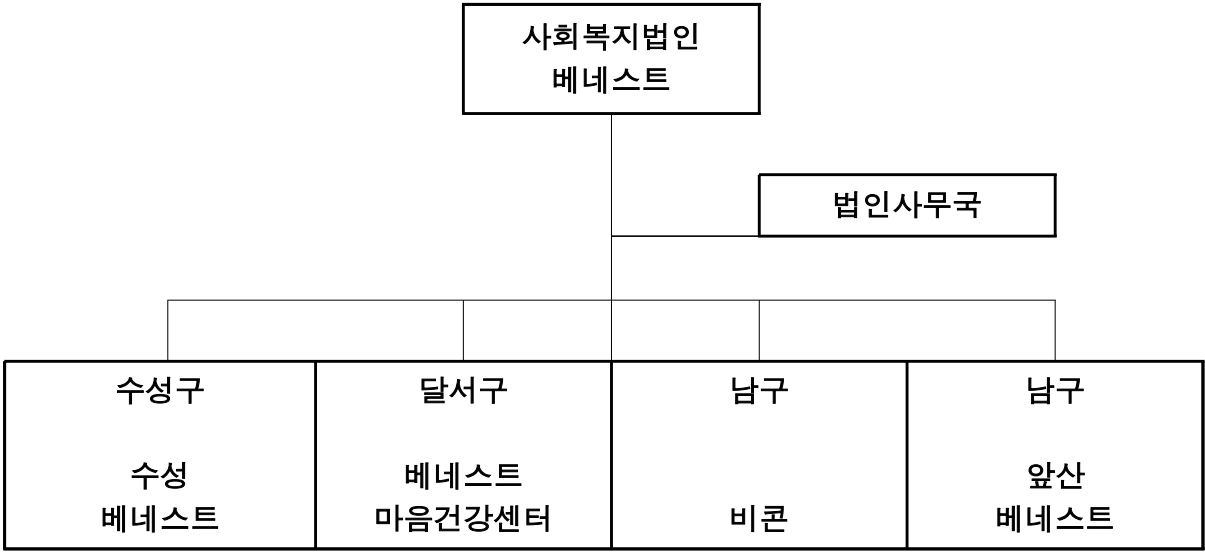 사회복지법인
베네스트
법인사무국
수성구
수성
베네스트
달서구
베네스트
마음건강센터
남구
비콘
남구
앞산
베네스트